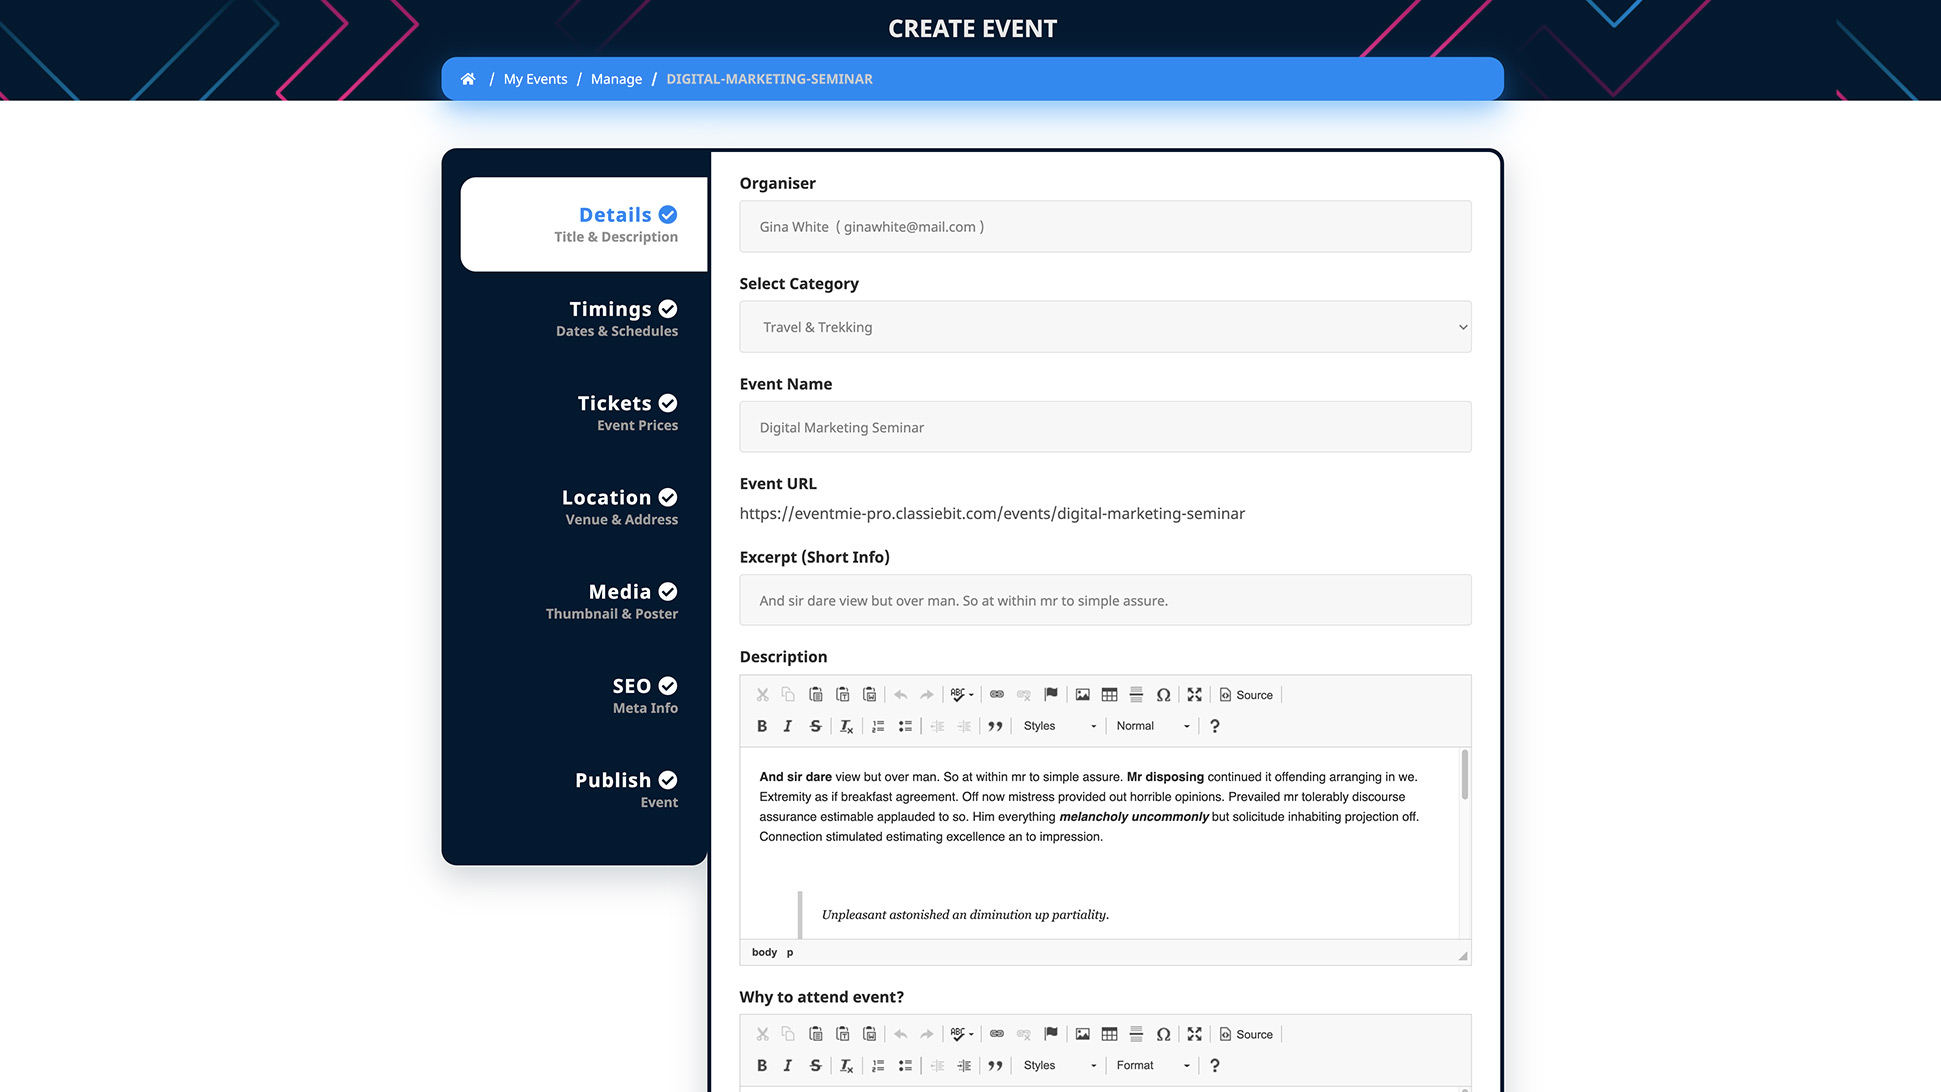 CREATE EVENT
/ My Events / Manage / DIGITAL-MARKETING-SEMINAR
Details
Title & Description
Timings
Dates & Schedules
Tickets
Event Prices
Location
Venue & Address
Media
Thumbnail & Poster
SEO
Meta Info
Publish
Event
Organiser
Gina White ( ginawhite@mail.com )
Select Category
Travel & Trekking
Event Name
Digital Marketing Seminar
Event URL
https://eventmie-pro.classiebit.com/events/digital-marketing-seminar
Excerpt (Short Info)
And sir dare view but over man. So at within mr to simple assure.
Description
ABC Ω Source
B I S Tx Styles Normal ?
And sir dare view but over man. So at within mr to simple assure. Mr disposing continued it offending arranging in we.
Extremity as if breakfast agreement. Off now mistress provided out horrible opinions. Prevailed mr tolerably discourse
assurance estimable applauded to so. Him everything melancholy uncommonly but solicitude inhabiting projection off.
Connection stimulated estimating excellence an to impression.
Unpleasant astonished an diminution up partiality.
body p
Why to attend event?
ABC Ω Source
B I S Tx Styles Format ?